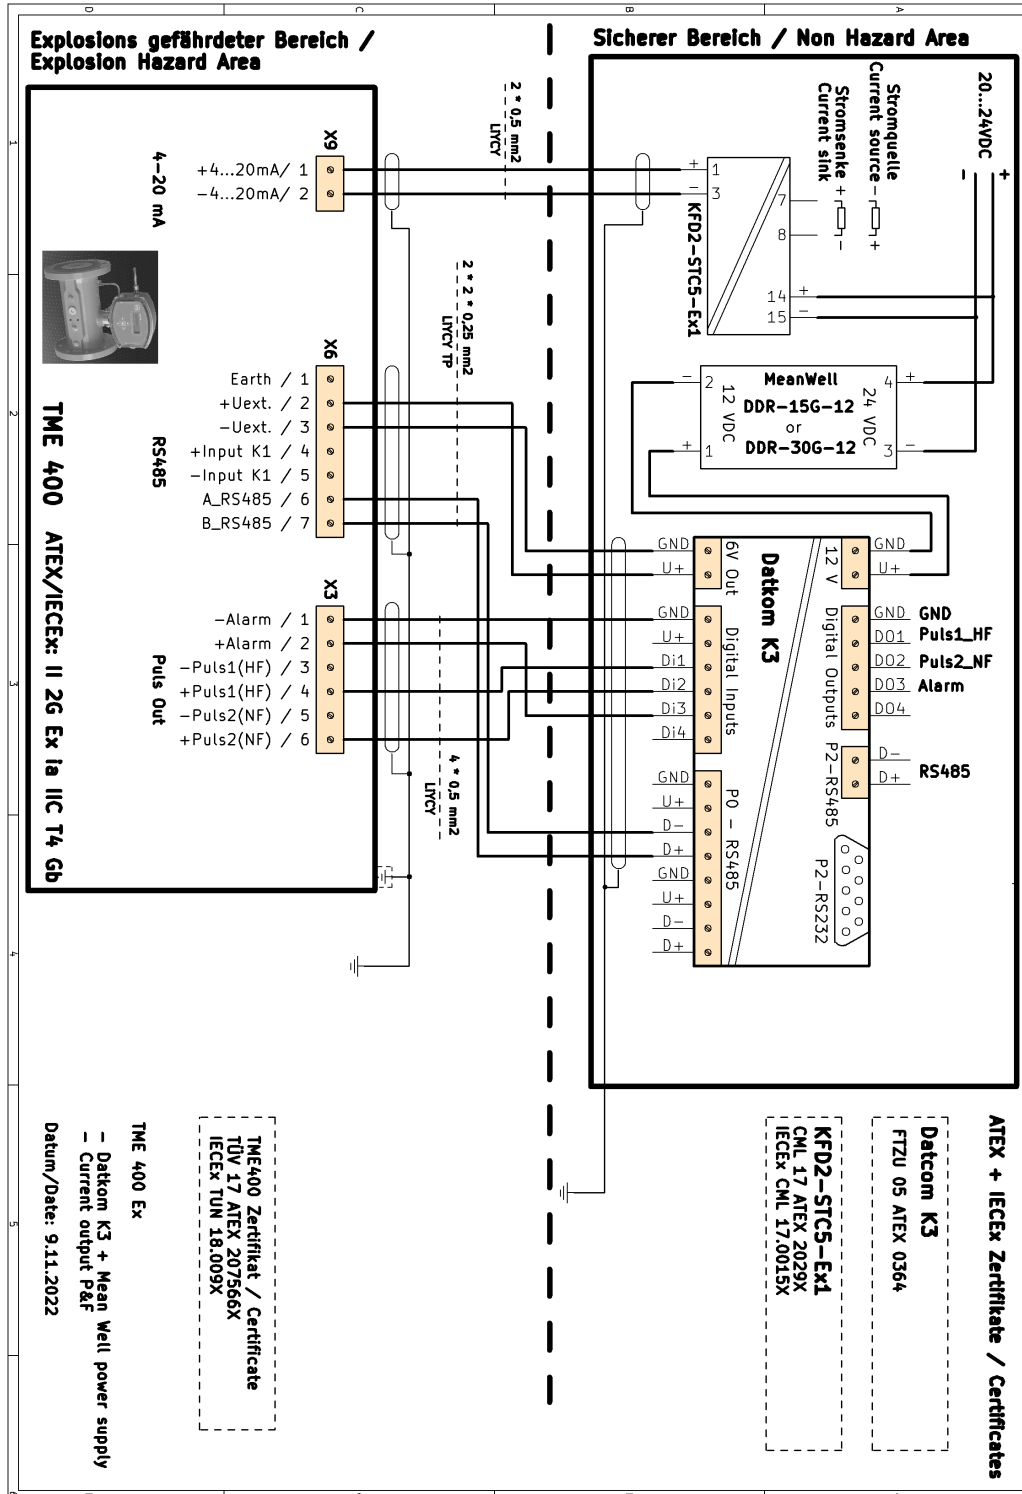 Explosions gefährdeter Bereich /
Explosion Hazard Area
Sicherer Bereich / Non Hazard Area
D
C
B
A
1
2
3
4
5
6
X9
+4...20mA/ 1
-4...20mA/ 2
4-20 mA
2 * 0,5 mm2
LIYCY
+ 1
- 3
KFD2-STC5-Ex1
7
8
14 +
15 -
Stromsenke
Current sink
+
-
Stromquelle
Current source
-
+
20...24VDC
-
+
2 * 2 * 0,25 mm2
LIYCY TP
X6
Earth / 1
+Uext. / 2
-Uext. / 3
+Input K1 / 4
-Input K1 / 5
A_RS485 / 6
B_RS485 / 7
RS485
- 2
+ 1
12 VDC
MeanWell
DDR-15G-12
or
DDR-30G-12
24 VDC
4 +
3 -
TME 400 ATEX/IECEx: II 2G Ex ia IIC T4 Gb
X3
-Alarm / 1
+Alarm / 2
-Puls1(HF) / 3
+Puls1(HF) / 4
-Puls2(NF) / 5
+Puls2(NF) / 6
Puls Out
4 * 0,5 mm2
LIYCY
Datkom K3
GND
U+
6V Out
GND
U+
Di1
Di2
Di3
Di4
Digital Inputs
GND
U+
D-
D+
GND
U+
D-
D+
P0 - RS485
12 V
GND
U+
Digital Outputs
GND GND
DO1 Puls1_HF
DO2 Puls2_NF
DO3 Alarm
DO4
P2-RS485
D-
D+
RS485
P2-RS232
ATEX + IECEx Zertifikate / Certificates
Datcom K3
FTZU 05 ATEX 0364
KFD2-STC5-Ex1
CML 17 ATEX 2029X
IECEx CML 17.0015X
TME400 Zertifikat / Certificate
TÜV 17 ATEX 207566X
IECEx TUN 18.009X
TME 400 Ex
- Datkom K3 + Mean Well power supply
- Current output P&F
Datum/Date: 9.11.2022